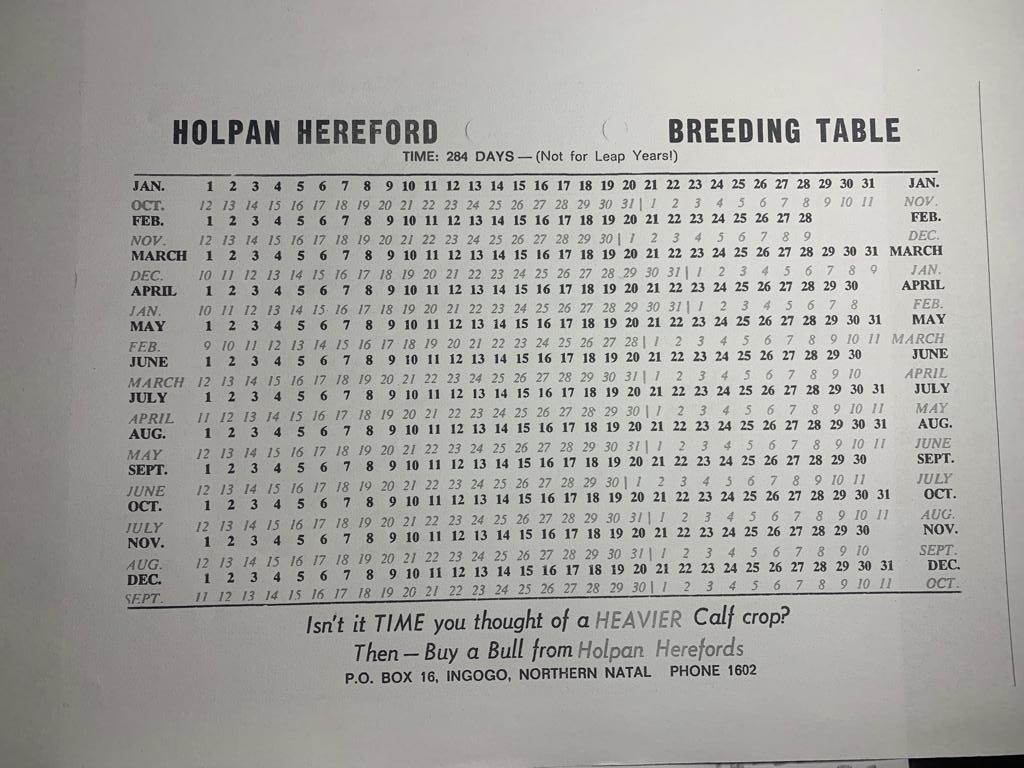 HOLPAN HEREFORD ( ( ) BREEDING TABLE
TIME: 284 DAYS — (Not for Leap Years!)
JAN. 1 2 3 4 5 6 7 8 9 10 11 12 13 14 15 16 17 18 19 20 21 22 23 24 25 26 27 28 29 30 31 JAN.
OCT. 12 13 14 15 16 17 18 19 20 21 22 23 24 25 26 27 28 29 30 31 | 1 2 3 4 5 6 7 8 9 10 11 NOV.
FEB. 1 2 3 4 5 6 7 8 9 10 11 12 13 14 15 16 17 18 19 20 21 22 23 24 25 26 27 28 FEB.
NOV. 12 13 14 15 16 17 18 19 20 21 22 23 24 25 26 27 28 29 30 | 1 2 3 4 5 6 7 8 9 DEC.
MARCH 1 2 3 4 5 6 7 8 9 10 11 12 13 14 15 16 17 18 19 20 21 22 23 24 25 26 27 28 29 30 31 MARCH
DEC. 10 11 12 13 14 15 16 17 18 19 20 21 22 23 24 25 26 27 28 29 30 31 | 1 2 3 4 5 6 7 8 9 JAN.
APRIL 1 2 3 4 5 6 7 8 9 10 11 12 13 14 15 16 17 18 19 20 21 22 23 24 25 26 27 28 29 30 APRIL
JAN. 10 11 12 13 14 15 16 17 18 19 20 21 22 23 24 25 26 27 28 29 30 31 | 1 2 3 4 5 6 7 8 FEB.
MAY 1 2 3 4 5 6 7 8 9 10 11 12 13 14 15 16 17 18 19 20 21 22 23 24 25 26 27 28 29 30 31 MAY
FEB. 9 10 11 12 13 14 15 16 17 18 19 20 21 22 23 24 25 26 27 28 | 1 2 3 4 5 6 7 8 9 10 11 MARCH
JUNE 1 2 3 4 5 6 7 8 9 10 11 12 13 14 15 16 17 18 19 20 21 22 23 24 25 26 27 28 29 30 JUNE
MARCH 12 13 14 15 16 17 18 19 20 21 22 23 24 25 26 27 28 29 30 31 | 1 2 3 4 5 6 7 8 9 10 APRIL
JULY 1 2 3 4 5 6 7 8 9 10 11 12 13 14 15 16 17 18 19 20 21 22 23 24 25 26 27 28 29 30 31 JULY
APRIL 11 12 13 14 15 16 17 18 19 20 21 22 23 24 25 26 27 28 29 30 | 1 2 3 4 5 6 7 8 9 10 11 MAY
AUG. 1 2 3 4 5 6 7 8 9 10 11 12 13 14 15 16 17 18 19 20 21 22 23 24 25 26 27 28 29 30 31 AUG.
MAY 12 13 14 15 16 17 18 19 20 21 22 23 24 25 26 27 28 29 30 31 | 1 2 3 4 5 6 7 8 9 10 11 JUNE
SEPT. 1 2 3 4 5 6 7 8 9 10 11 12 13 14 15 16 17 18 19 20 21 22 23 24 25 26 27 28 29 30 SEPT.
JUNE 12 13 14 15 16 17 18 19 20 21 22 23 24 25 26 27 28 29 30 | 1 2 3 4 5 6 7 8 9 10 11 JULY
OCT. 1 2 3 4 5 6 7 8 9 10 11 12 13 14 15 16 17 18 19 20 21 22 23 24 25 26 27 28 29 30 31 OCT.
JULY 12 13 14 15 16 17 18 19 20 21 22 23 24 25 26 27 28 29 30 31 | 1 2 3 4 5 6 7 8 9 10 11 AUG.
NOV. 1 2 3 4 5 6 7 8 9 10 11 12 13 14 15 16 17 18 19 20 21 22 23 24 25 26 27 28 29 30 NOV.
AUG. 12 13 14 15 16 17 18 19 20 21 22 23 24 25 26 27 28 29 30 31 | 1 2 3 4 5 6 7 8 9 10 SEPT.
DEC. 1 2 3 4 5 6 7 8 9 10 11 12 13 14 15 16 17 18 19 20 21 22 23 24 25 26 27 28 29 30 31 DEC.
SEPT. 11 12 13 14 15 16 17 18 19 20 21 22 23 24 25 26 27 28 29 30 | 1 2 3 4 5 6 7 8 9 10 11 OCT.
Isn't it TIME you thought of a HEAVIER Calf crop?
Then — Buy a Bull from Holpan Herefords
P.O. BOX 16, INGOGO, NORTHERN NATAL PHONE 1602